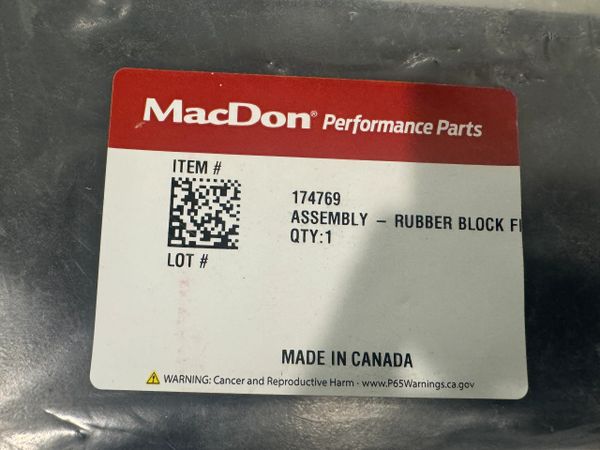 MacDon® Performance Parts
ITEM #
174769
ASSEMBLY – RUBBER BLOCK FI
QTY:1
LOT #
MADE IN CANADA
⚠ WARNING: Cancer and Reproductive Harm - www.P65Warnings.ca.gov